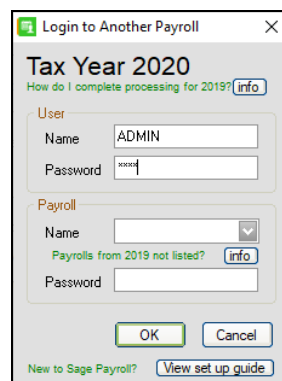 Login to Another Payroll
Tax Year 2020
How do I complete processing for 2019? info
User
Name ADMIN
Password ****
Payroll
Name
Payrolls from 2019 not listed? info
Password
OK Cancel
New to Sage Payroll? View set up guide